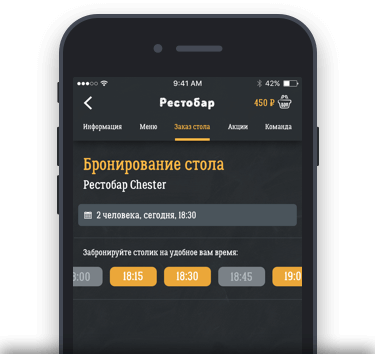 9:41 AM 42%
Рестобар 450 ₽
Информация Меню Заказ стола Акции Команда
Бронирование стола
Рестобар Chester
2 человека, сегодня, 18:30
Забронируйте столик на удобное вам время:
:00 18:15 18:30 18:45 19:0